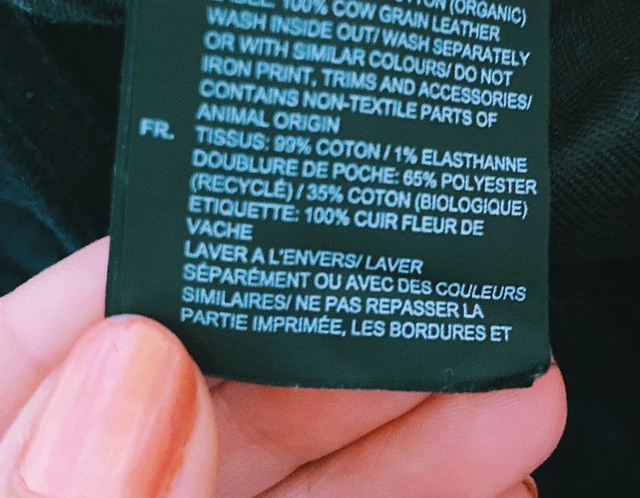 LABEL: 100% COW GRAIN LEATHER
WASH INSIDE OUT/ WASH SEPARATELY
OR WITH SIMILAR COLOURS/ DO NOT
IRON PRINT, TRIMS AND ACCESSORIES/
CONTAINS NON-TEXTILE PARTS OF
ANIMAL ORIGIN
FR. TISSUS: 99% COTON / 1% ELASTHANNE
DOUBLURE DE POCHE: 65% POLYESTER
(RECYCLÉ) / 35% COTON (BIOLOGIQUE)
ETIQUETTE: 100% CUIR FLEUR DE
VACHE
LAVER A L'ENVERS/ LAVER
SÉPARÉMENT OU AVEC DES COULEURS
SIMILAIRES/ NE PAS REPASSER LA
PARTIE IMPRIMÉE, LES BORDURES ET